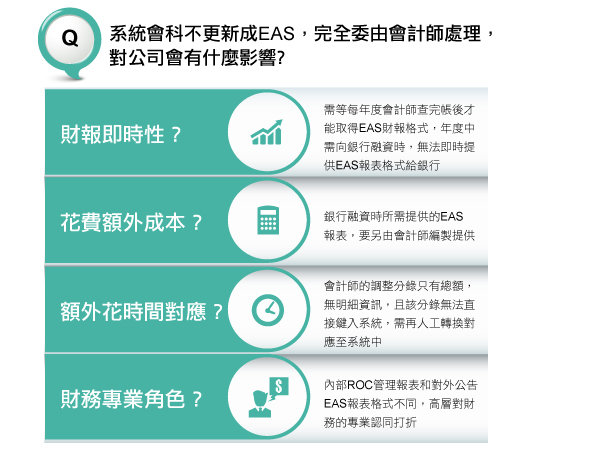 Q
系統會科不更新成EAS，完全委由會計師處理，
對公司會有什麼影響?
財報即時性？
需等每年度會計師查完帳後才
能取得EAS財報格式，年度中
需向銀行融資時，無法即時提
供EAS報表格式給銀行
花費額外成本？
銀行融資時所需提供的EAS
報表，要另由會計師編製提供
額外花時間對應？
會計師的調整分錄只有總額，
無明細資訊，且該分錄無法直
接鍵入系統，需再人工轉換對
應至系統中
財務專業角色？
$
內部ROC管理報表和對外公告
EAS報表格式不同，高層對財
務的專業認同打折